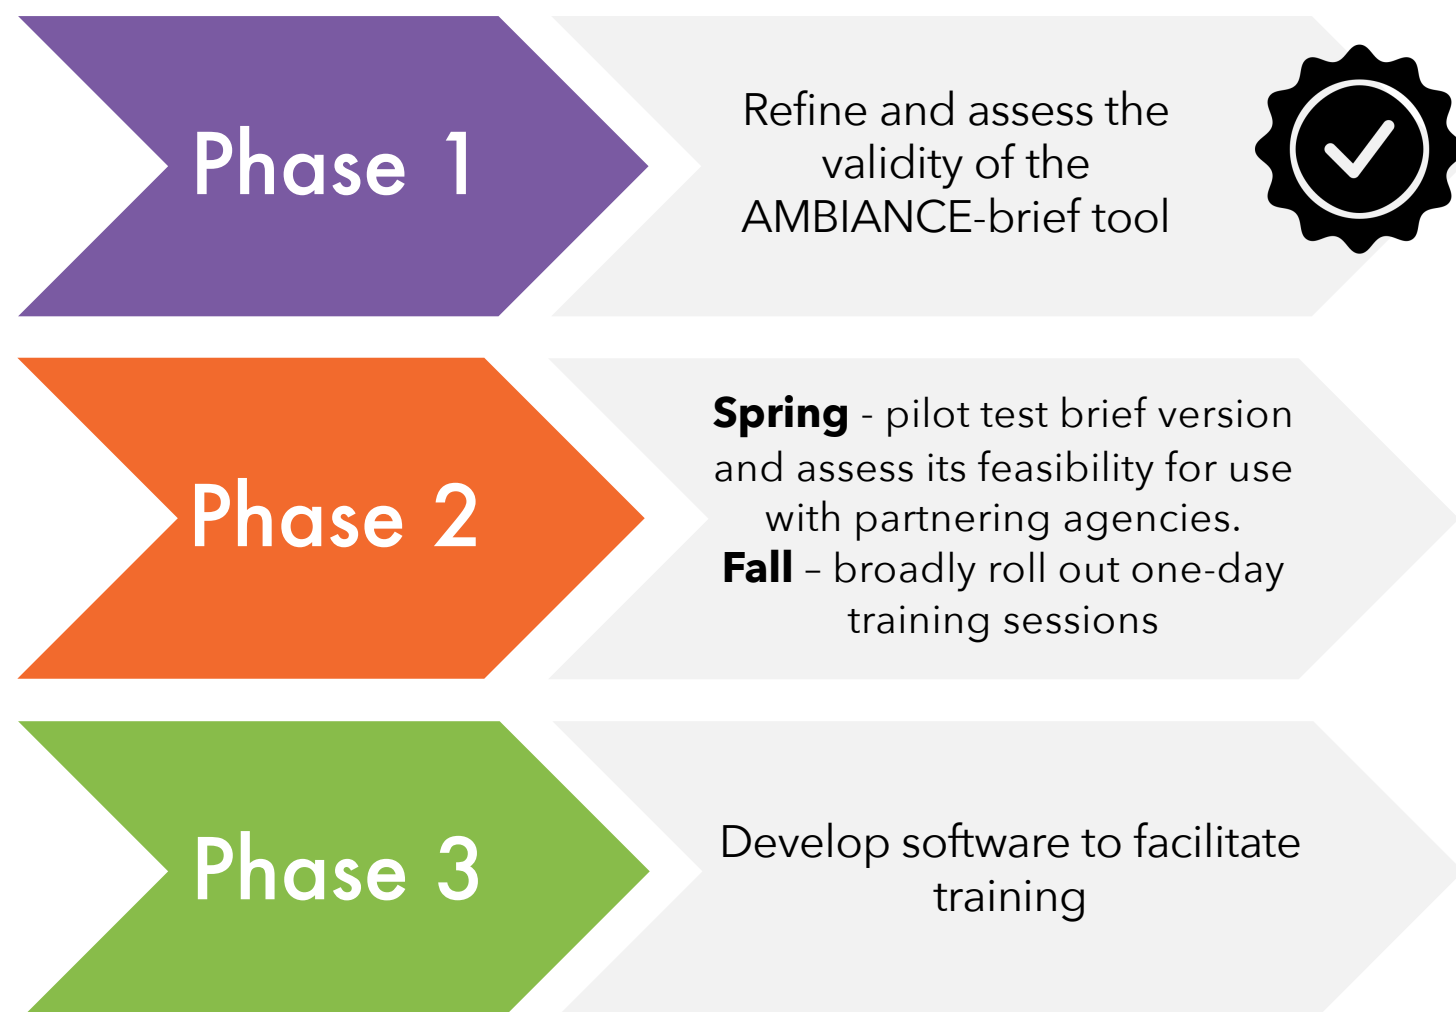 Phase 1
Refine and assess the
validity of the
AMBIANCE-brief tool
Phase 2
Spring - pilot test brief version
and assess its feasibility for use
with partnering agencies.
Fall – broadly roll out one-day
training sessions
Phase 3
Develop software to facilitate
training